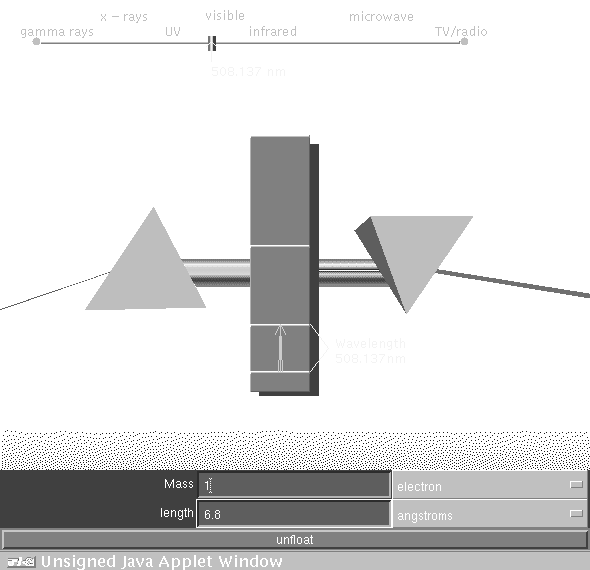 x – rays
visible
microwave
gamma rays
UV
infrared
TV/radio
508.137 nm
Wavelength
508.137nm
Mass
1
electron
length
6.8
angstroms
unfloat
Unsigned Java Applet Window